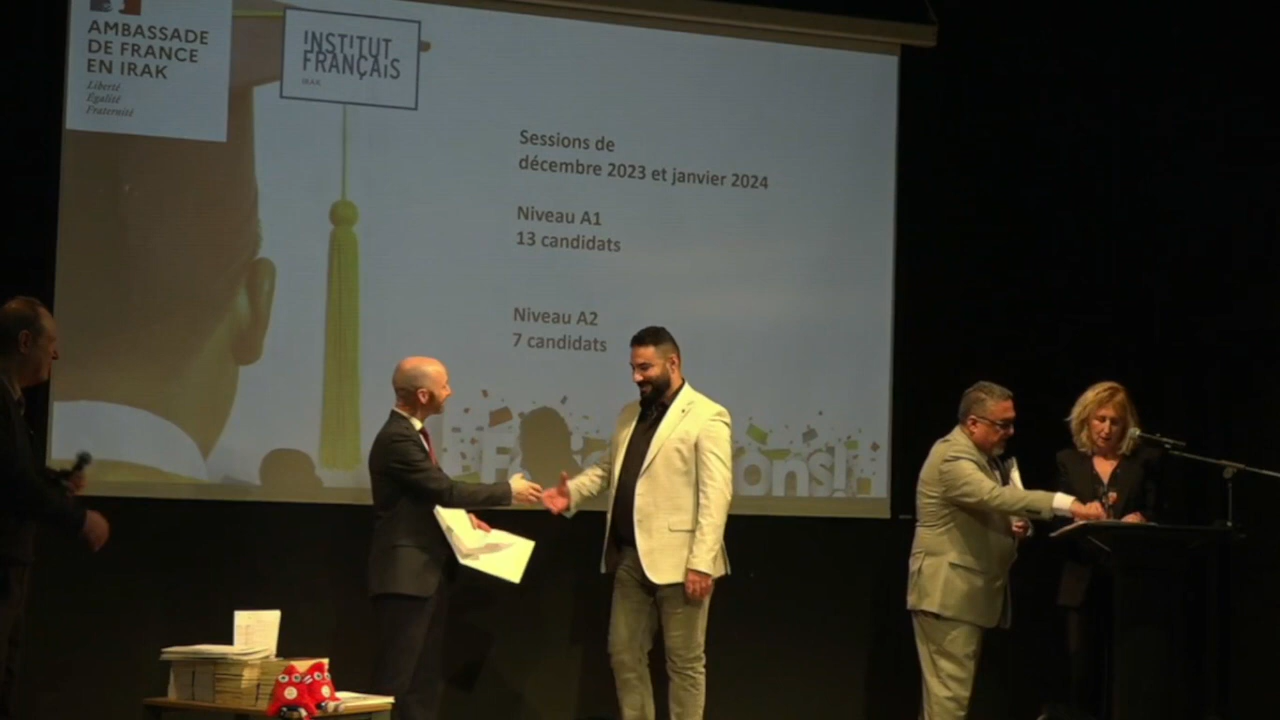 AMBASSADE
DE FRANCE
EN IRAK
Liberté
Égalité
Fraternité
INSTITUT
FRANÇAIS
IRAK
Sessions de
décembre 2023 et janvier 2024
Niveau A1
13 candidats
Niveau A2
7 candidats